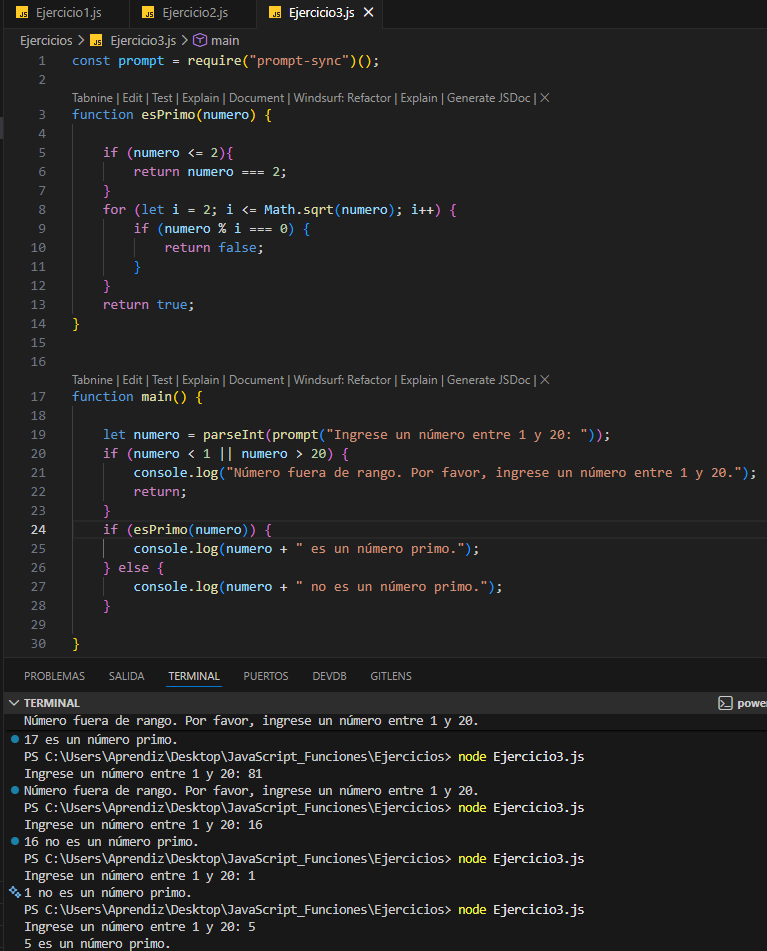 Ejercicio1.js Ejercicio2.js Ejercicio3.js
Ejercicios > Ejercicio3.js > main
1 const prompt = require("prompt-sync")();
2
Tabnine | Edit | Test | Explain | Document | Windsurf: Refactor | Explain | Generate JSDoc | X
3 function esPrimo(numero) {
4
5 if (numero <= 2){
6 return numero === 2;
7 }
8 for (let i = 2; i <= Math.sqrt(numero); i++) {
9 if (numero % i === 0) {
10 return false;
11 }
12 }
13 return true;
14 }
15
16
Tabnine | Edit | Test | Explain | Document | Windsurf: Refactor | Explain | Generate JSDoc | X
17 function main() {
18
19 let numero = parseInt(prompt("Ingrese un número entre 1 y 20: "));
20 if (numero < 1 || numero > 20) {
21 console.log("Número fuera de rango. Por favor, ingrese un número entre 1 y 20.");
22 return;
23 }
24 if (esPrimo(numero)) {
25 console.log(numero + " es un número primo.");
26 } else {
27 console.log(numero + " no es un número primo.");
28 }
29
30 }
PROBLEMAS SALIDA TERMINAL PUERTOS DEVDB GITLENS
TERMINAL power
Número fuera de rango. Por favor, ingrese un número entre 1 y 20.
17 es un número primo.
PS C:\Users\Aprendiz\Desktop\JavaScript_Funciones\Ejercicios> node Ejercicio3.js
Ingrese un número entre 1 y 20: 81
Número fuera de rango. Por favor, ingrese un número entre 1 y 20.
PS C:\Users\Aprendiz\Desktop\JavaScript_Funciones\Ejercicios> node Ejercicio3.js
Ingrese un número entre 1 y 20: 16
16 no es un número primo.
PS C:\Users\Aprendiz\Desktop\JavaScript_Funciones\Ejercicios> node Ejercicio3.js
Ingrese un número entre 1 y 20: 1
1 no es un número primo.
PS C:\Users\Aprendiz\Desktop\JavaScript_Funciones\Ejercicios> node Ejercicio3.js
Ingrese un número entre 1 y 20: 5
5 es un número primo.